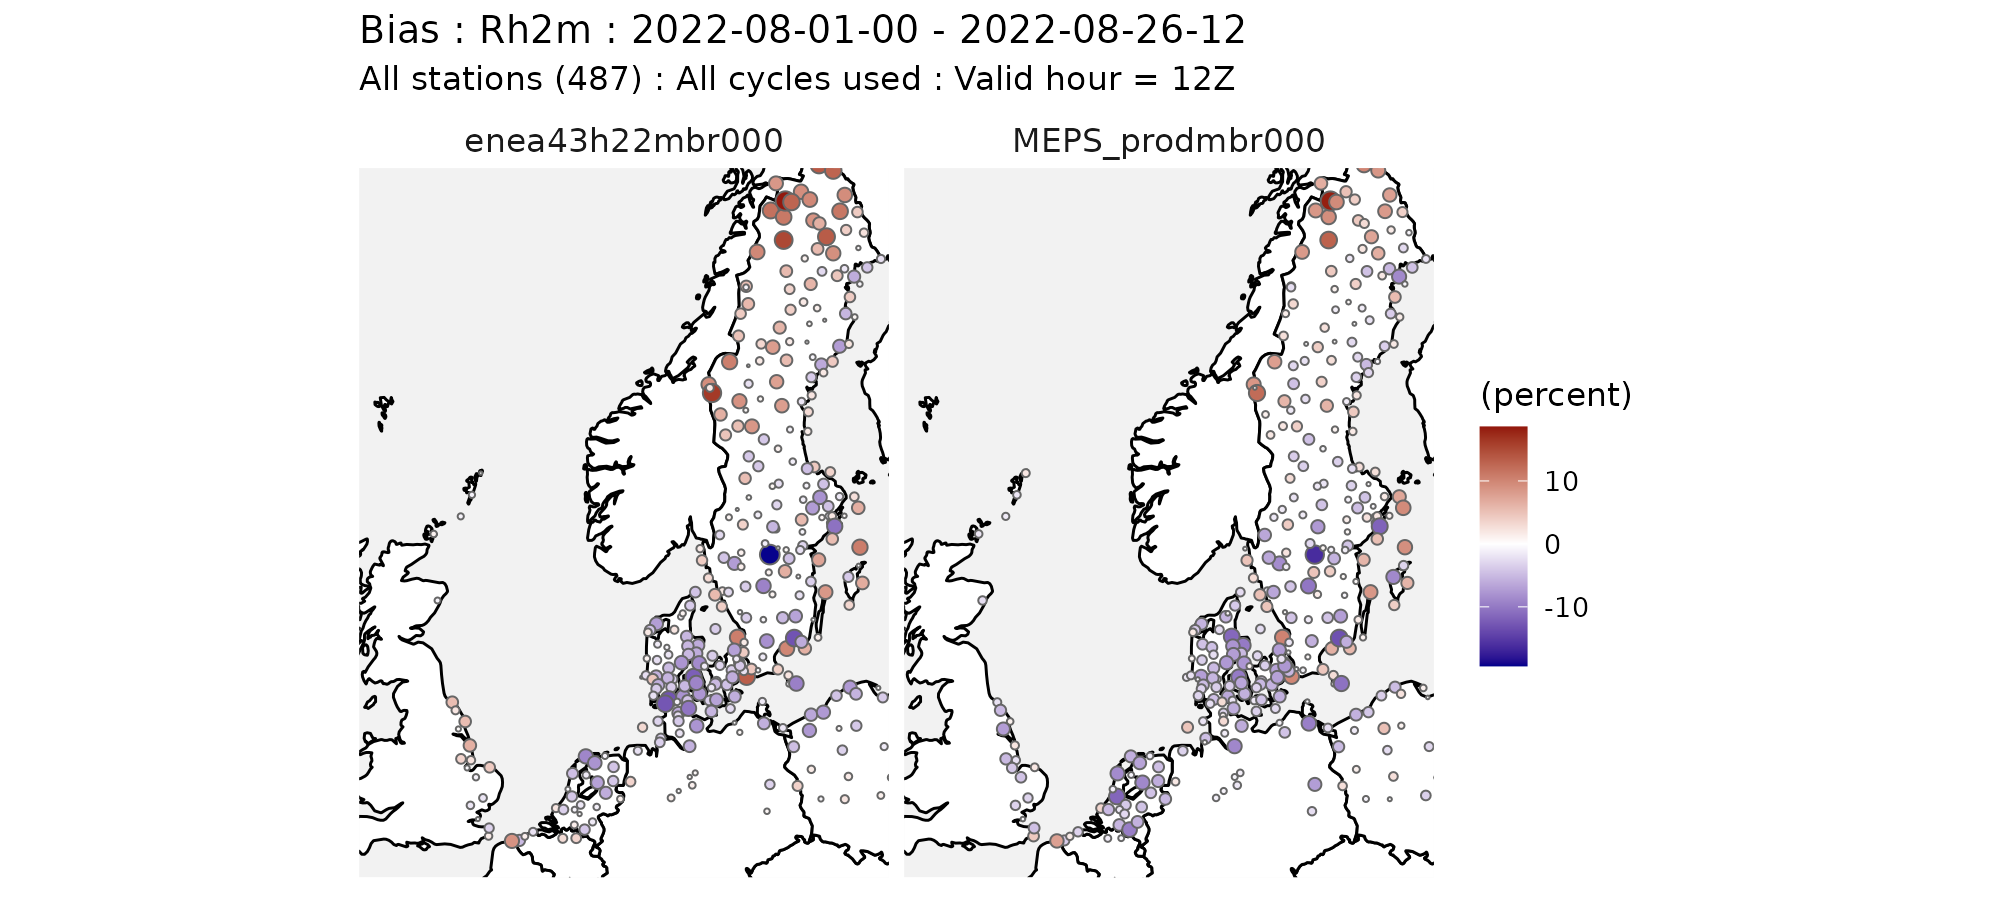 Bias : Rh2m : 2022-08-01-00 - 2022-08-26-12
All stations (487) : All cycles used : Valid hour = 12Z
enea43h22mbr000
MEPS_prodmbr000
(percent)
10
0
-10